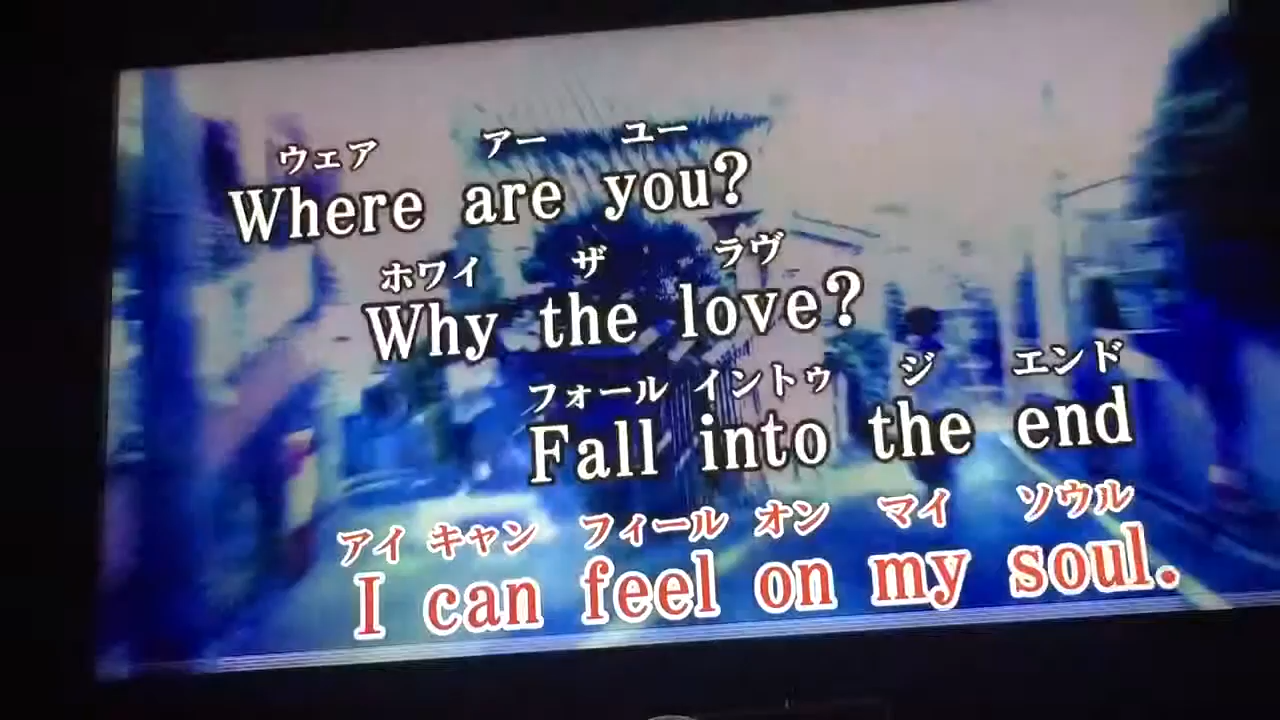 ウェア アー ユー
Where are you?
ホワイ ザ ラヴ
Why the love?
フォール イントゥ ジ エンド
Fall into the end
アイ キャン フィール オン マイ ソウル
I can feel on my soul.